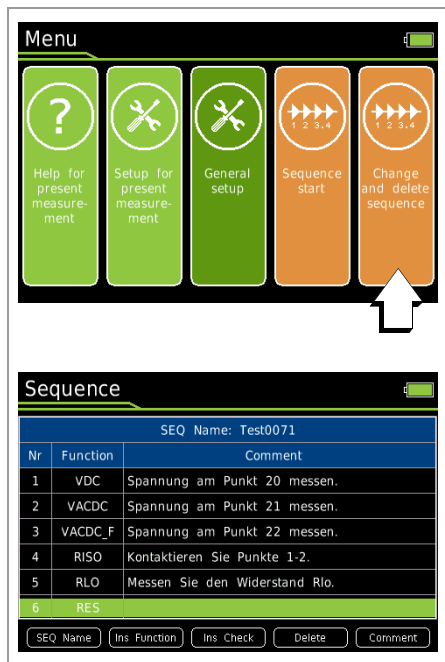 Menu
?
1 2 3.4
1 2 3.4
Help for
present
measure-
ment
Setup for
present
measure-
ment
General
setup
Sequence
start
Change
and delete
sequence
Sequence
SEQ Name: Test0071
Nr Function Comment
1 VDC Spannung am Punkt 20 messen.
2 VACDC Spannung am Punkt 21 messen.
3 VACDC_F Spannung am Punkt 22 messen.
4 RISO Kontaktieren Sie Punkte 1-2.
5 RLO Messen Sie den Widerstand Rlo.
6 RES
SEQ Name Ins Function Ins Check Delete Comment